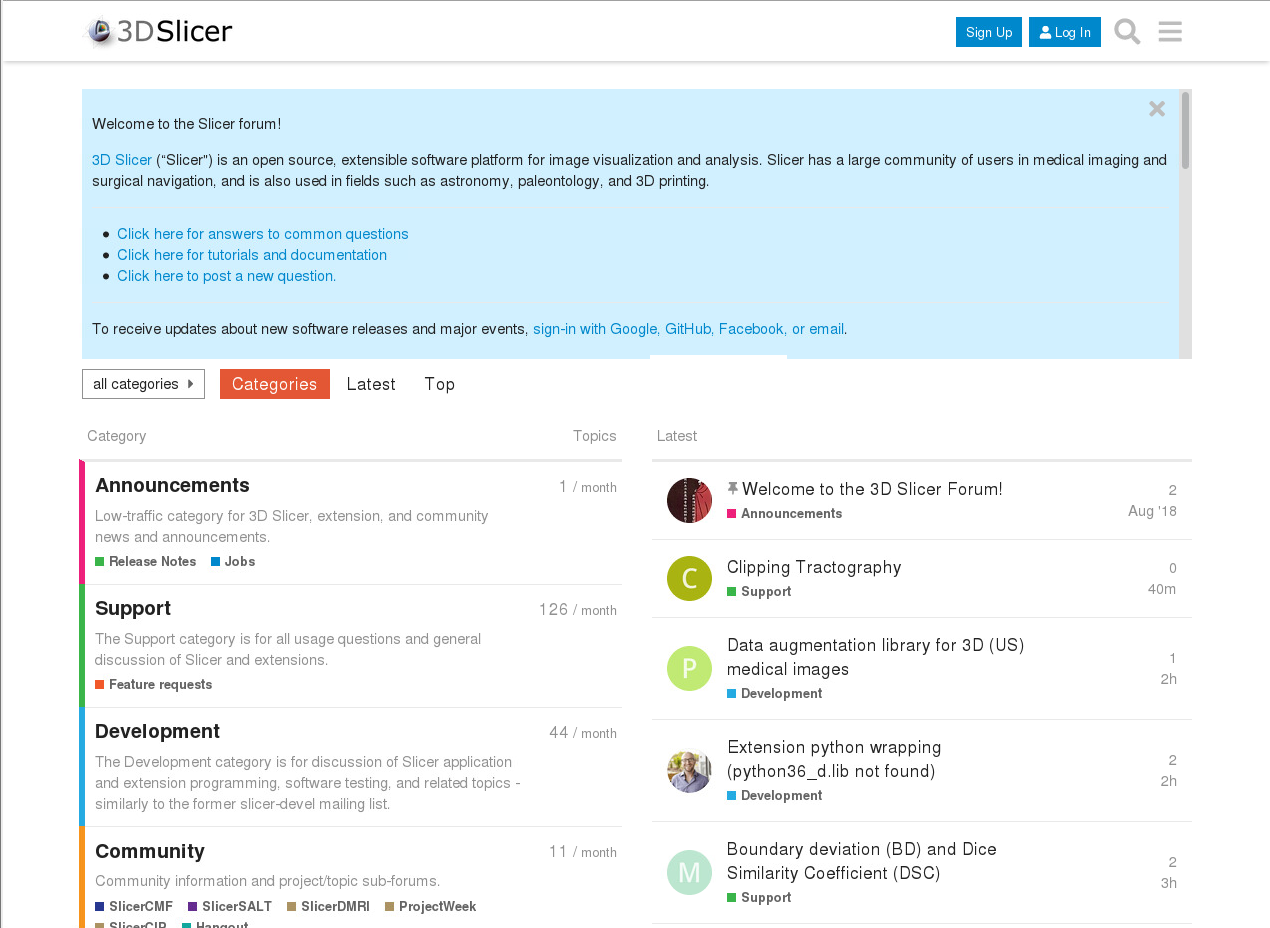 3DSlicer
Sign Up
Log In
Welcome to the Slicer forum!
3D Slicer (“Slicer”) is an open source, extensible software platform for image visualization and analysis. Slicer has a large community of users in medical imaging and
surgical navigation, and is also used in fields such as astronomy, paleontology, and 3D printing.
Click here for answers to common questions
Click here for tutorials and documentation
Click here to post a new question.
To receive updates about new software releases and major events, sign-in with Google, GitHub, Facebook, or email.
all categories
Categories
Latest
Top
Category
Topics
Announcements
1 / month
Low-traffic category for 3D Slicer, extension, and community
news and announcements.
Release Notes Jobs
Support
126 / month
The Support category is for all usage questions and general
discussion of Slicer and extensions.
Feature requests
Development
44 / month
The Development category is for discussion of Slicer application
and extension programming, software testing, and related topics -
similarly to the former slicer-devel mailing list.
Community
11 / month
Community information and project/topic sub-forums.
SlicerCMF SlicerSALT SlicerDMRI ProjectWeek
SlicerCIP Hangout
Latest
Welcome to the 3D Slicer Forum!
Announcements
2
Aug '18
C
Clipping Tractography
Support
0
40m
P
Data augmentation library for 3D (US)
medical images
Development
1
2h
Extension python wrapping
(python36_d.lib not found)
Development
2
2h
M
Boundary deviation (BD) and Dice
Similarity Coefficient (DSC)
Support
2
3h